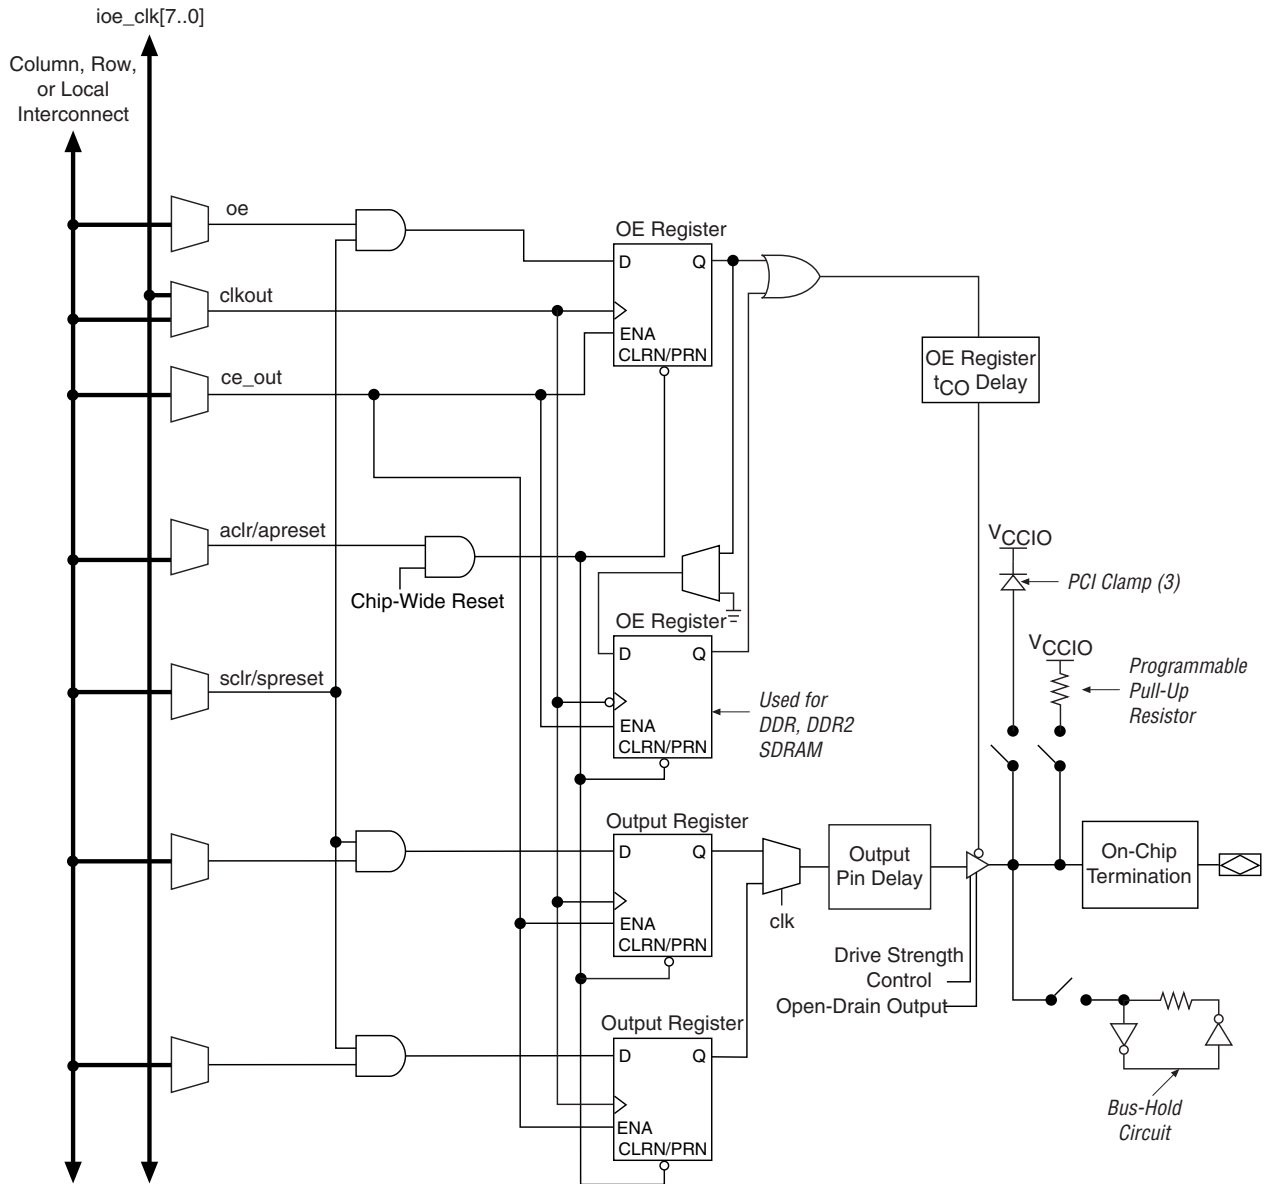 ioe_clk[7..0]
Column, Row,
or Local
Interconnect
oe
clkout
ce_out
aclr/apreset
Chip-Wide Reset
sclr/spreset
OE Register
D
Q
ENA
CLRN/PRN
OE Register
tCO Delay
VCCIO
PCI Clamp (3)
VCCIO
Programmable
Pull-Up
Resistor
OE Register
D
Q
ENA
CLRN/PRN
Used for
DDR, DDR2
SDRAM
Output Register
D
Q
ENA
CLRN/PRN
clk
Output
Pin Delay
On-Chip
Termination
Drive Strength
Control
Open-Drain Output
Output Register
D
Q
ENA
CLRN/PRN
Bus-Hold
Circuit